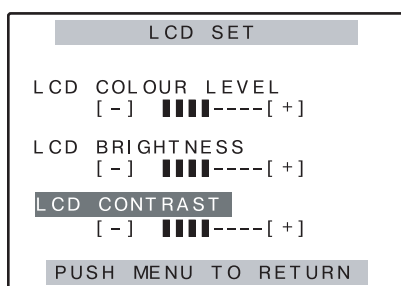 LCD SET
LCD COLOUR LEVEL
[-] ▮▮▮▮----[+]
LCD BRIGHTNESS
[-] ▮▮▮▮----[+]
LCD CONTRAST
[-] ▮▮▮▮----[+]
PUSH MENU TO RETURN